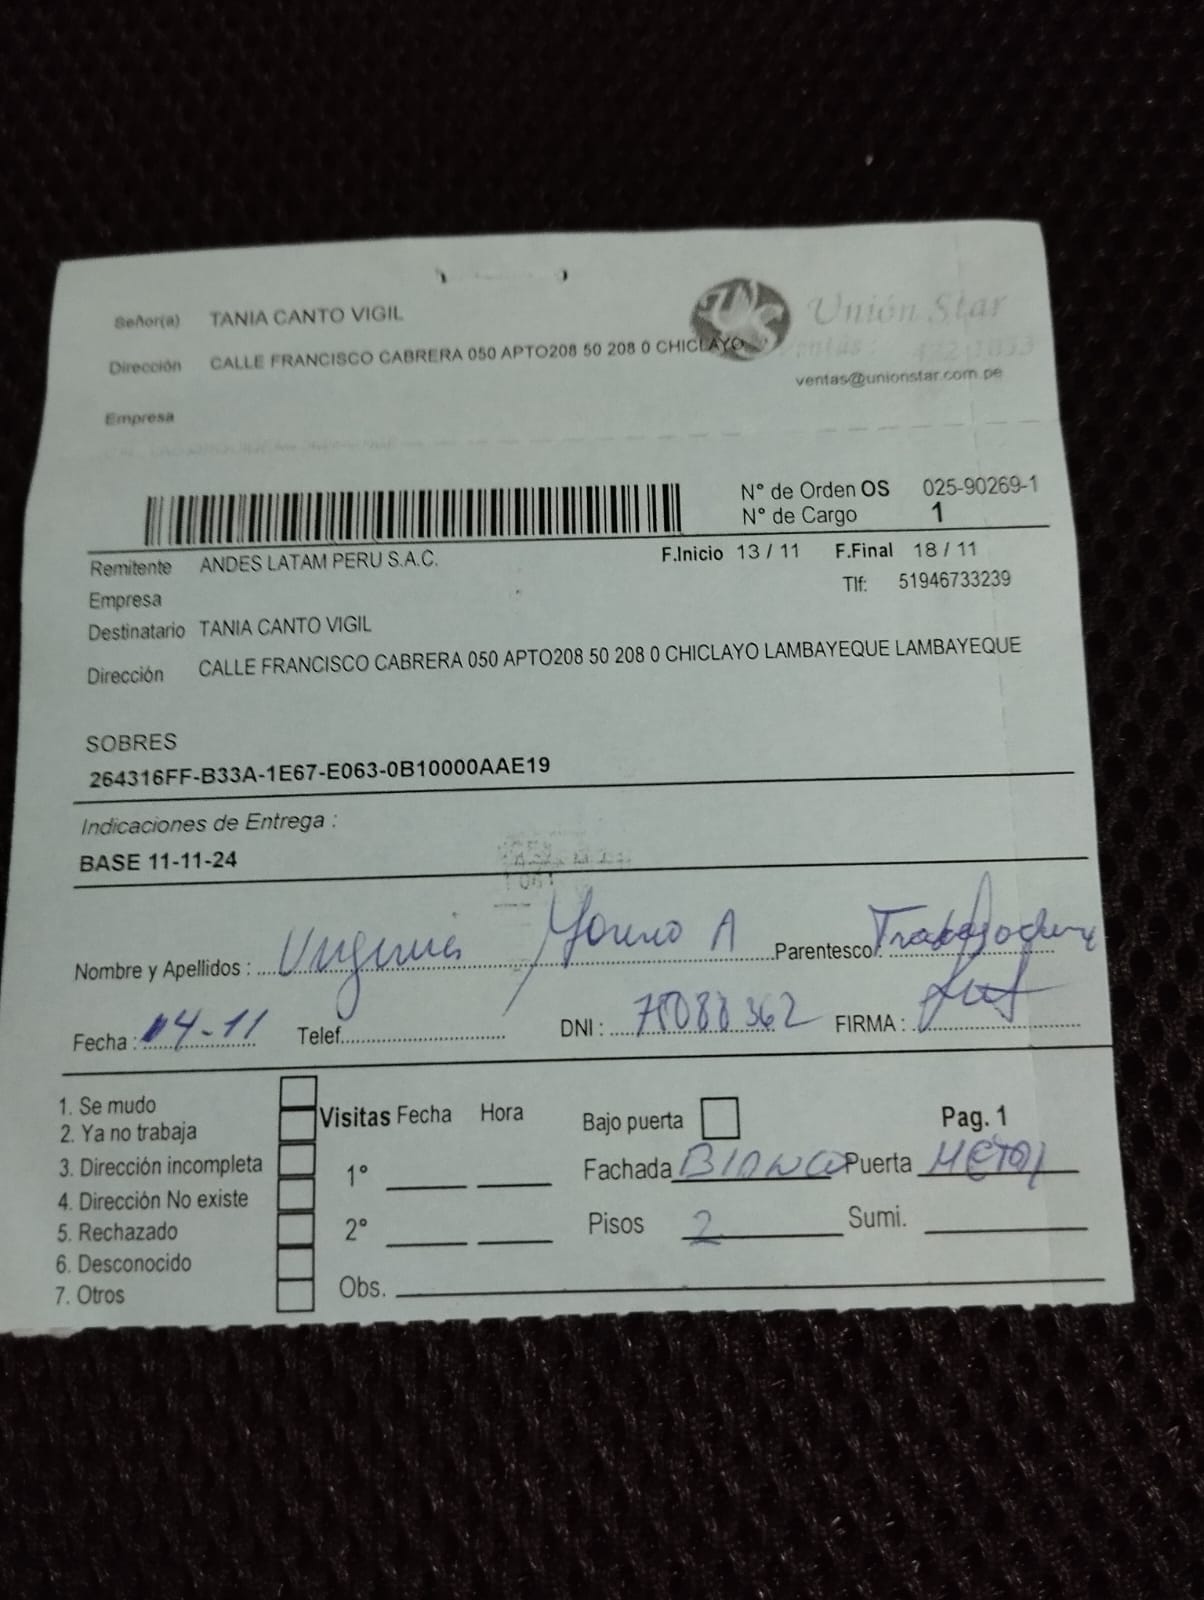 Señor(a) TANIA CANTO VIGIL
Unión Star
Dirección CALLE FRANCISCO CABRERA 050 APTO208 50 208 0 CHICLAYO
ventas@unionstar.com.pe
Empresa
N° de Orden OS 025-90269-1
N° de Cargo 1
Remitente ANDES LATAM PERU S.A.C. F.Inicio 13 / 11 F.Final 18 / 11
Empresa Tlf: 51946733239
Destinatario TANIA CANTO VIGIL
Dirección CALLE FRANCISCO CABRERA 050 APTO208 50 208 0 CHICLAYO LAMBAYEQUE LAMBAYEQUE
SOBRES
264316FF-B33A-1E67-E063-0B10000AAE19
Indicaciones de Entrega :
BASE 11-11-24
Nombre y Apellidos : A Parentesco:
Fecha : 14-11 Telef. DNI : FIRMA :
1. Se mudo
2. Ya no trabaja
3. Dirección incompleta
4. Dirección No existe
5. Rechazado
6. Desconocido
7. Otros
Visitas Fecha Hora
1°
2°
Obs.
Bajo puerta Pag. 1
Fachada BLANCO Puerta METAL
Pisos 2 Sumi.